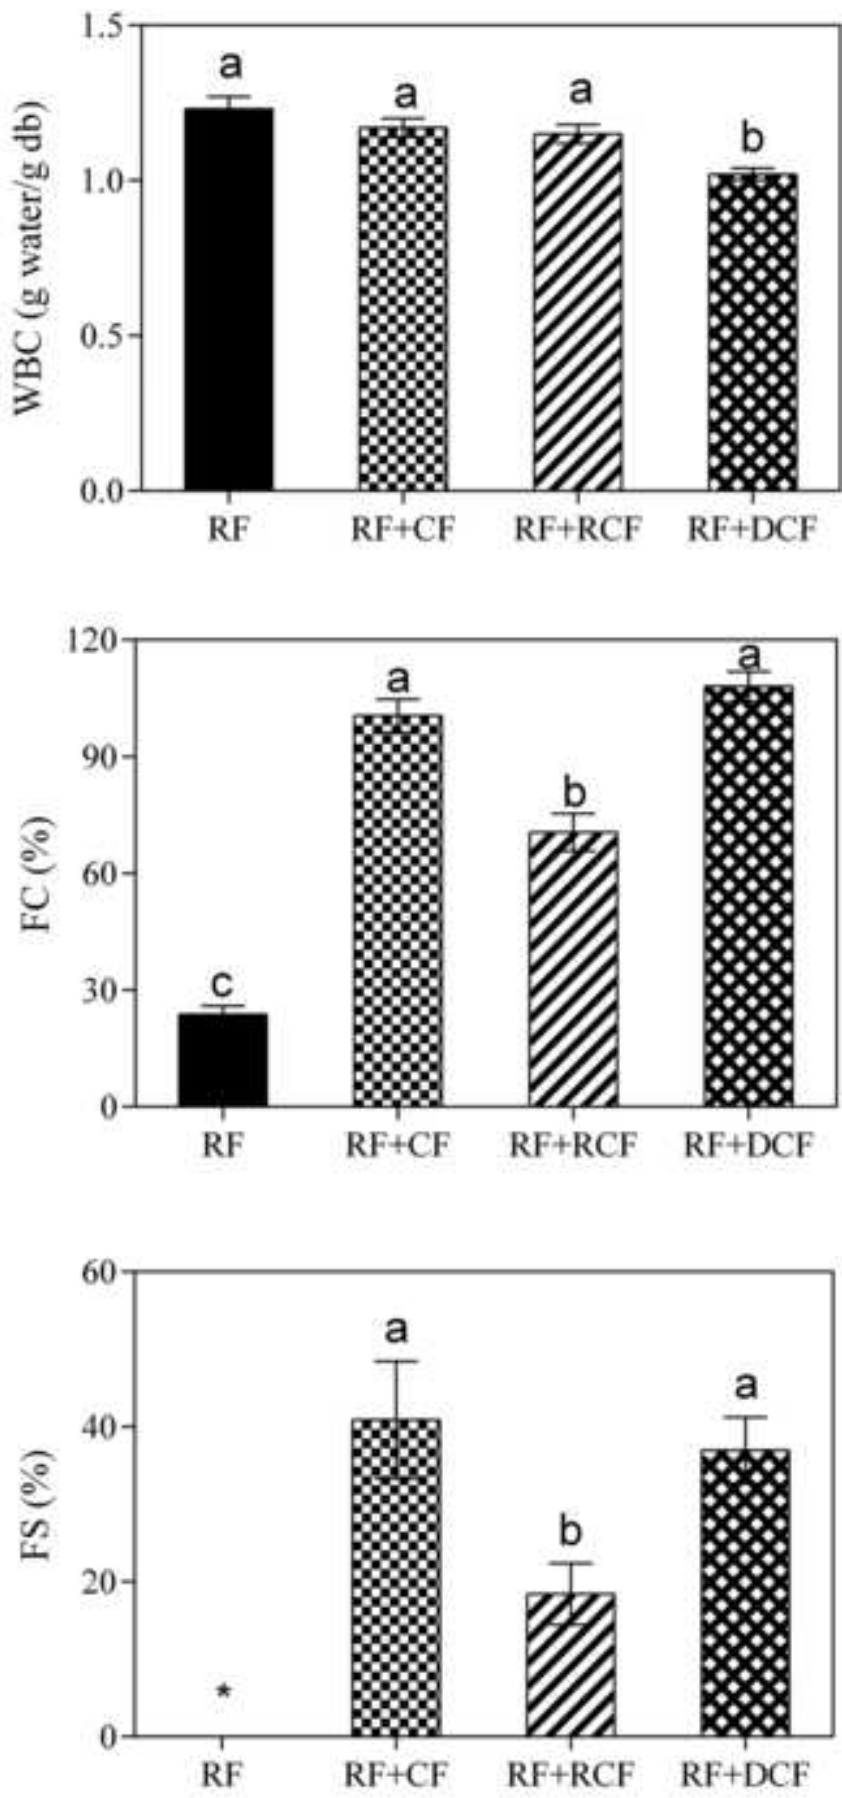 1.5
1.0
0.5
0.0
WBC (g water/g db)
a
a
a
b
RF
RF+CF
RF+RCF
RF+DCF
120
90
60
30
0
FC (%)
c
a
b
a
RF
RF+CF
RF+RCF
RF+DCF
60
40
20
0
FS (%)
*
a
b
a
RF
RF+CF
RF+RCF
RF+DCF